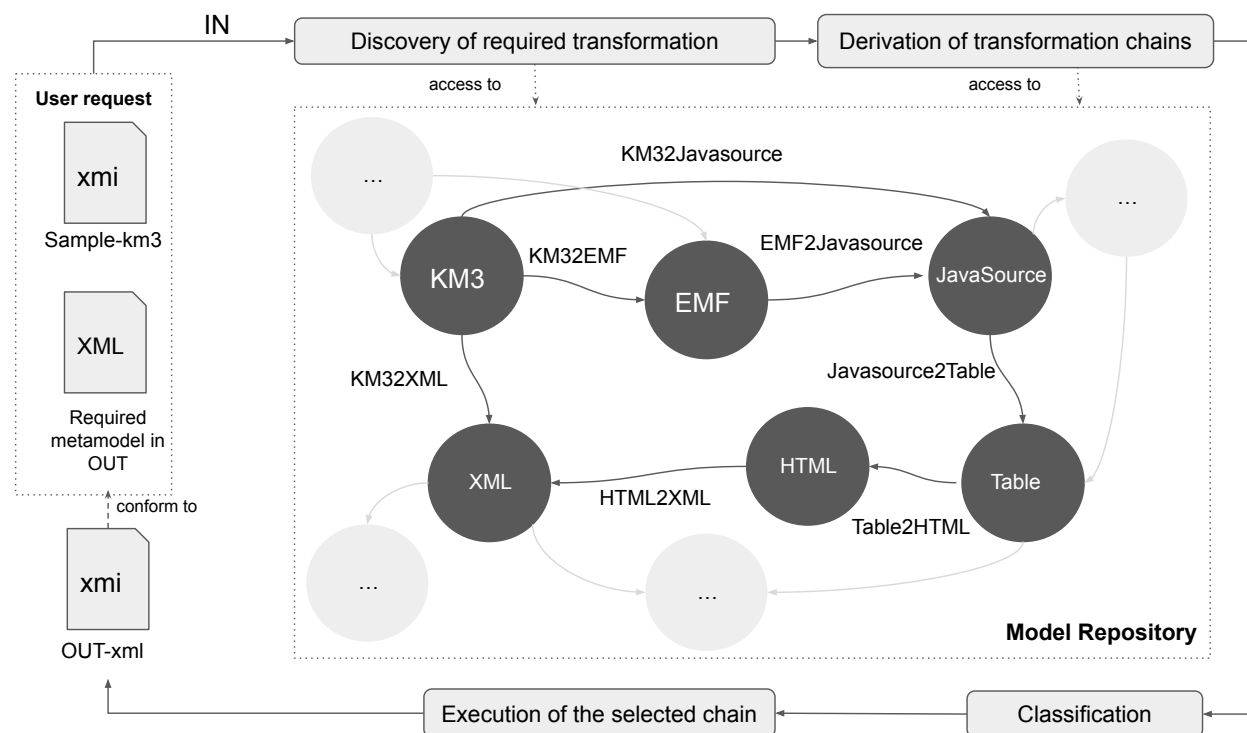 IN
Discovery of required transformation
Derivation of transformation chains
access to
access to
User request
xmi
Sample-km3
XML
Required
metamodel in
OUT
conform to
xmi
OUT-xml
...
KM32Javasource
...
KM3
KM32EMF
EMF
EMF2Javasource
JavaSource
KM32XML
Javasource2Table
XML
HTML2XML
HTML
Table2HTML
Table
...
...
Model Repository
Execution of the selected chain
Classification